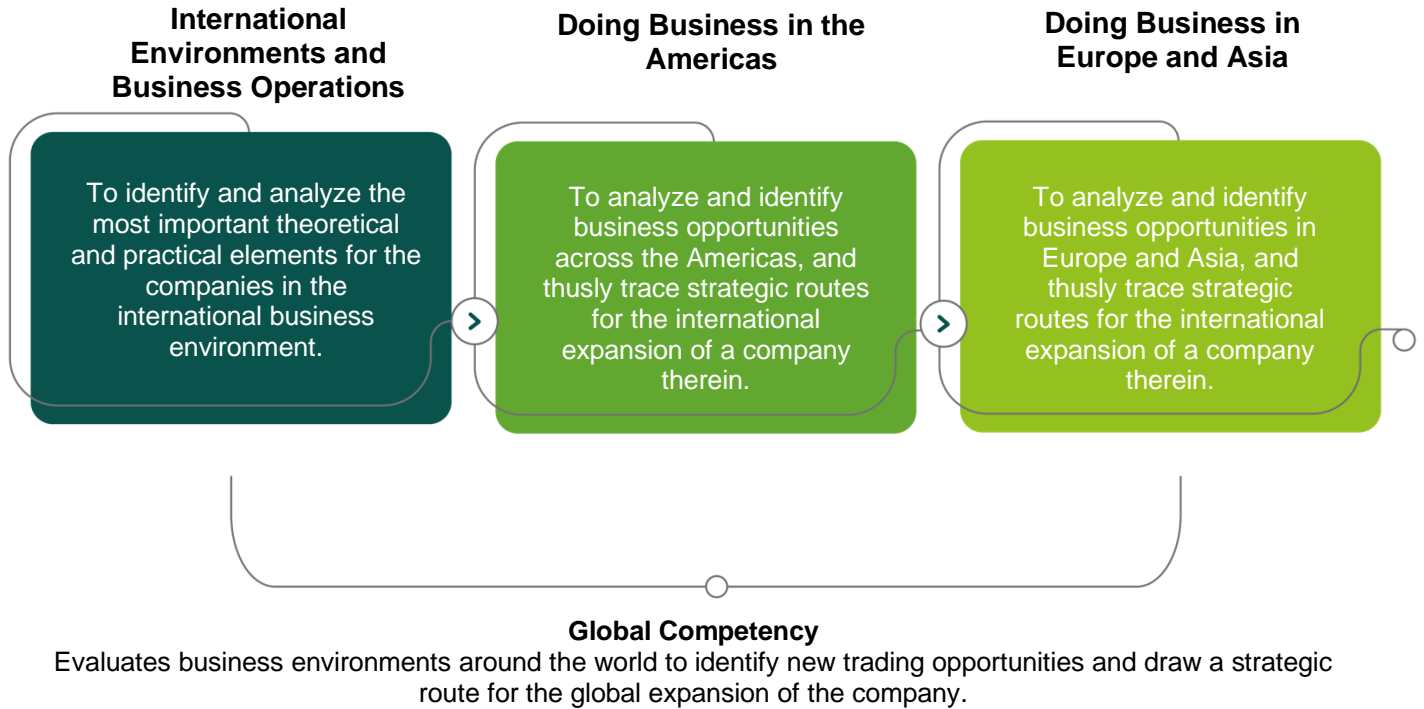 International
Environments and
Business Operations
To identify and analyze the
most important theoretical
and practical elements for the
companies in the
international business
environment.
Doing Business in the
Americas
To analyze and identify
business opportunities
across the Americas, and
thusly trace strategic routes
for the international
expansion of a company
therein.
Doing Business in
Europe and Asia
To analyze and identify
business opportunities in
Europe and Asia, and
thusly trace strategic
routes for the international
expansion of a company
therein.
Global Competency
Evaluates business environments around the world to identify new trading opportunities and draw a strategic
route for the global expansion of the company.